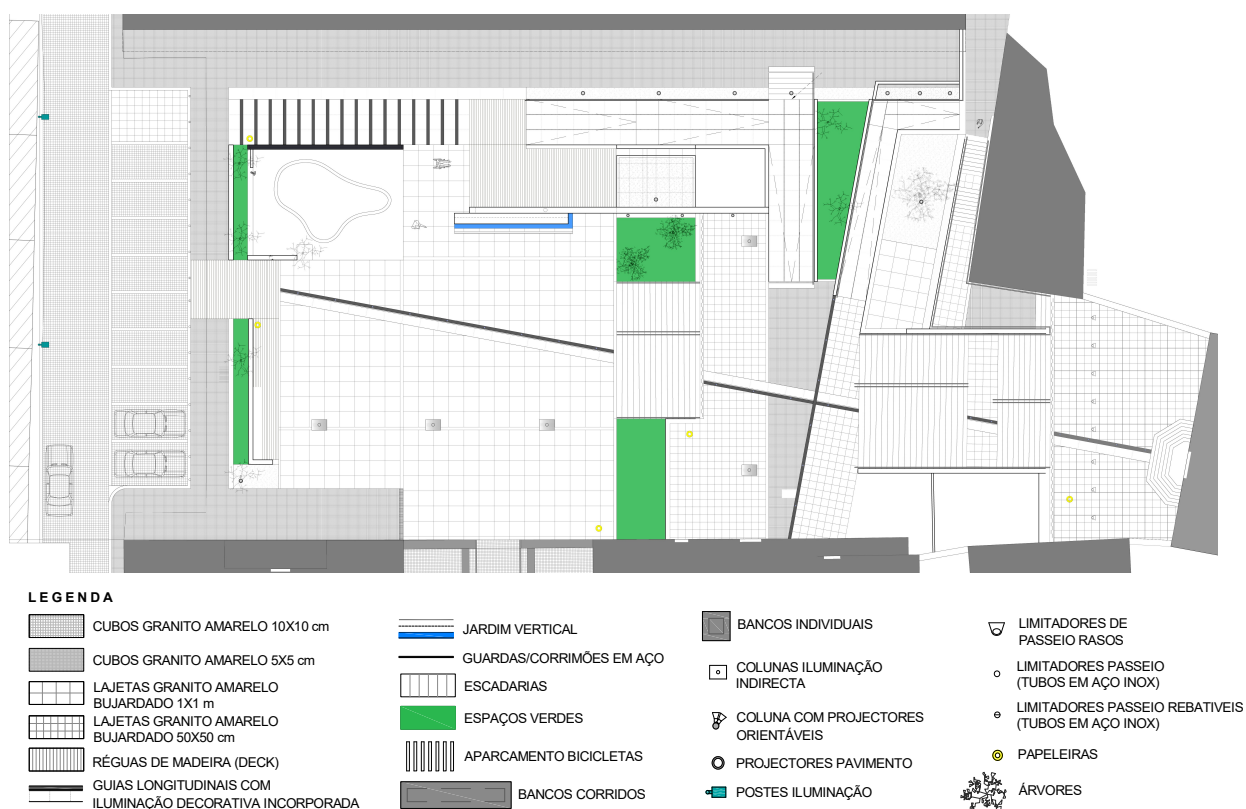 LEGENDA
CUBOS GRANITO AMARELO 10X10 cm
CUBOS GRANITO AMARELO 5X5 cm
LAJETAS GRANITO AMARELO
BUJARDADO 1X1 m
LAJETAS GRANITO AMARELO
BUJARDADO 50X50 cm
RÉGUAS DE MADEIRA (DECK)
GUIAS LONGITUDINAIS COM
ILUMINAÇÃO DECORATIVA INCORPORADA
JARDIM VERTICAL
GUARDAS/CORRIMÕES EM AÇO
ESCADARIAS
ESPAÇOS VERDES
APARCAMENTO BICICLETAS
BANCOS CORRIDOS
BANCOS INDIVIDUAIS
COLUNAS ILUMINAÇÃO
INDIRECTA
COLUNA COM PROJECTORES
ORIENTÁVEIS
PROJECTORES PAVIMENTO
POSTES ILUMINAÇÃO
LIMITADORES DE
PASSEIO RASOS
LIMITADORES PASSEIO
(TUBOS EM AÇO INOX)
LIMITADORES PASSEIO REBATIVEIS
(TUBOS EM AÇO INOX)
PAPELEIRAS
ÁRVORES